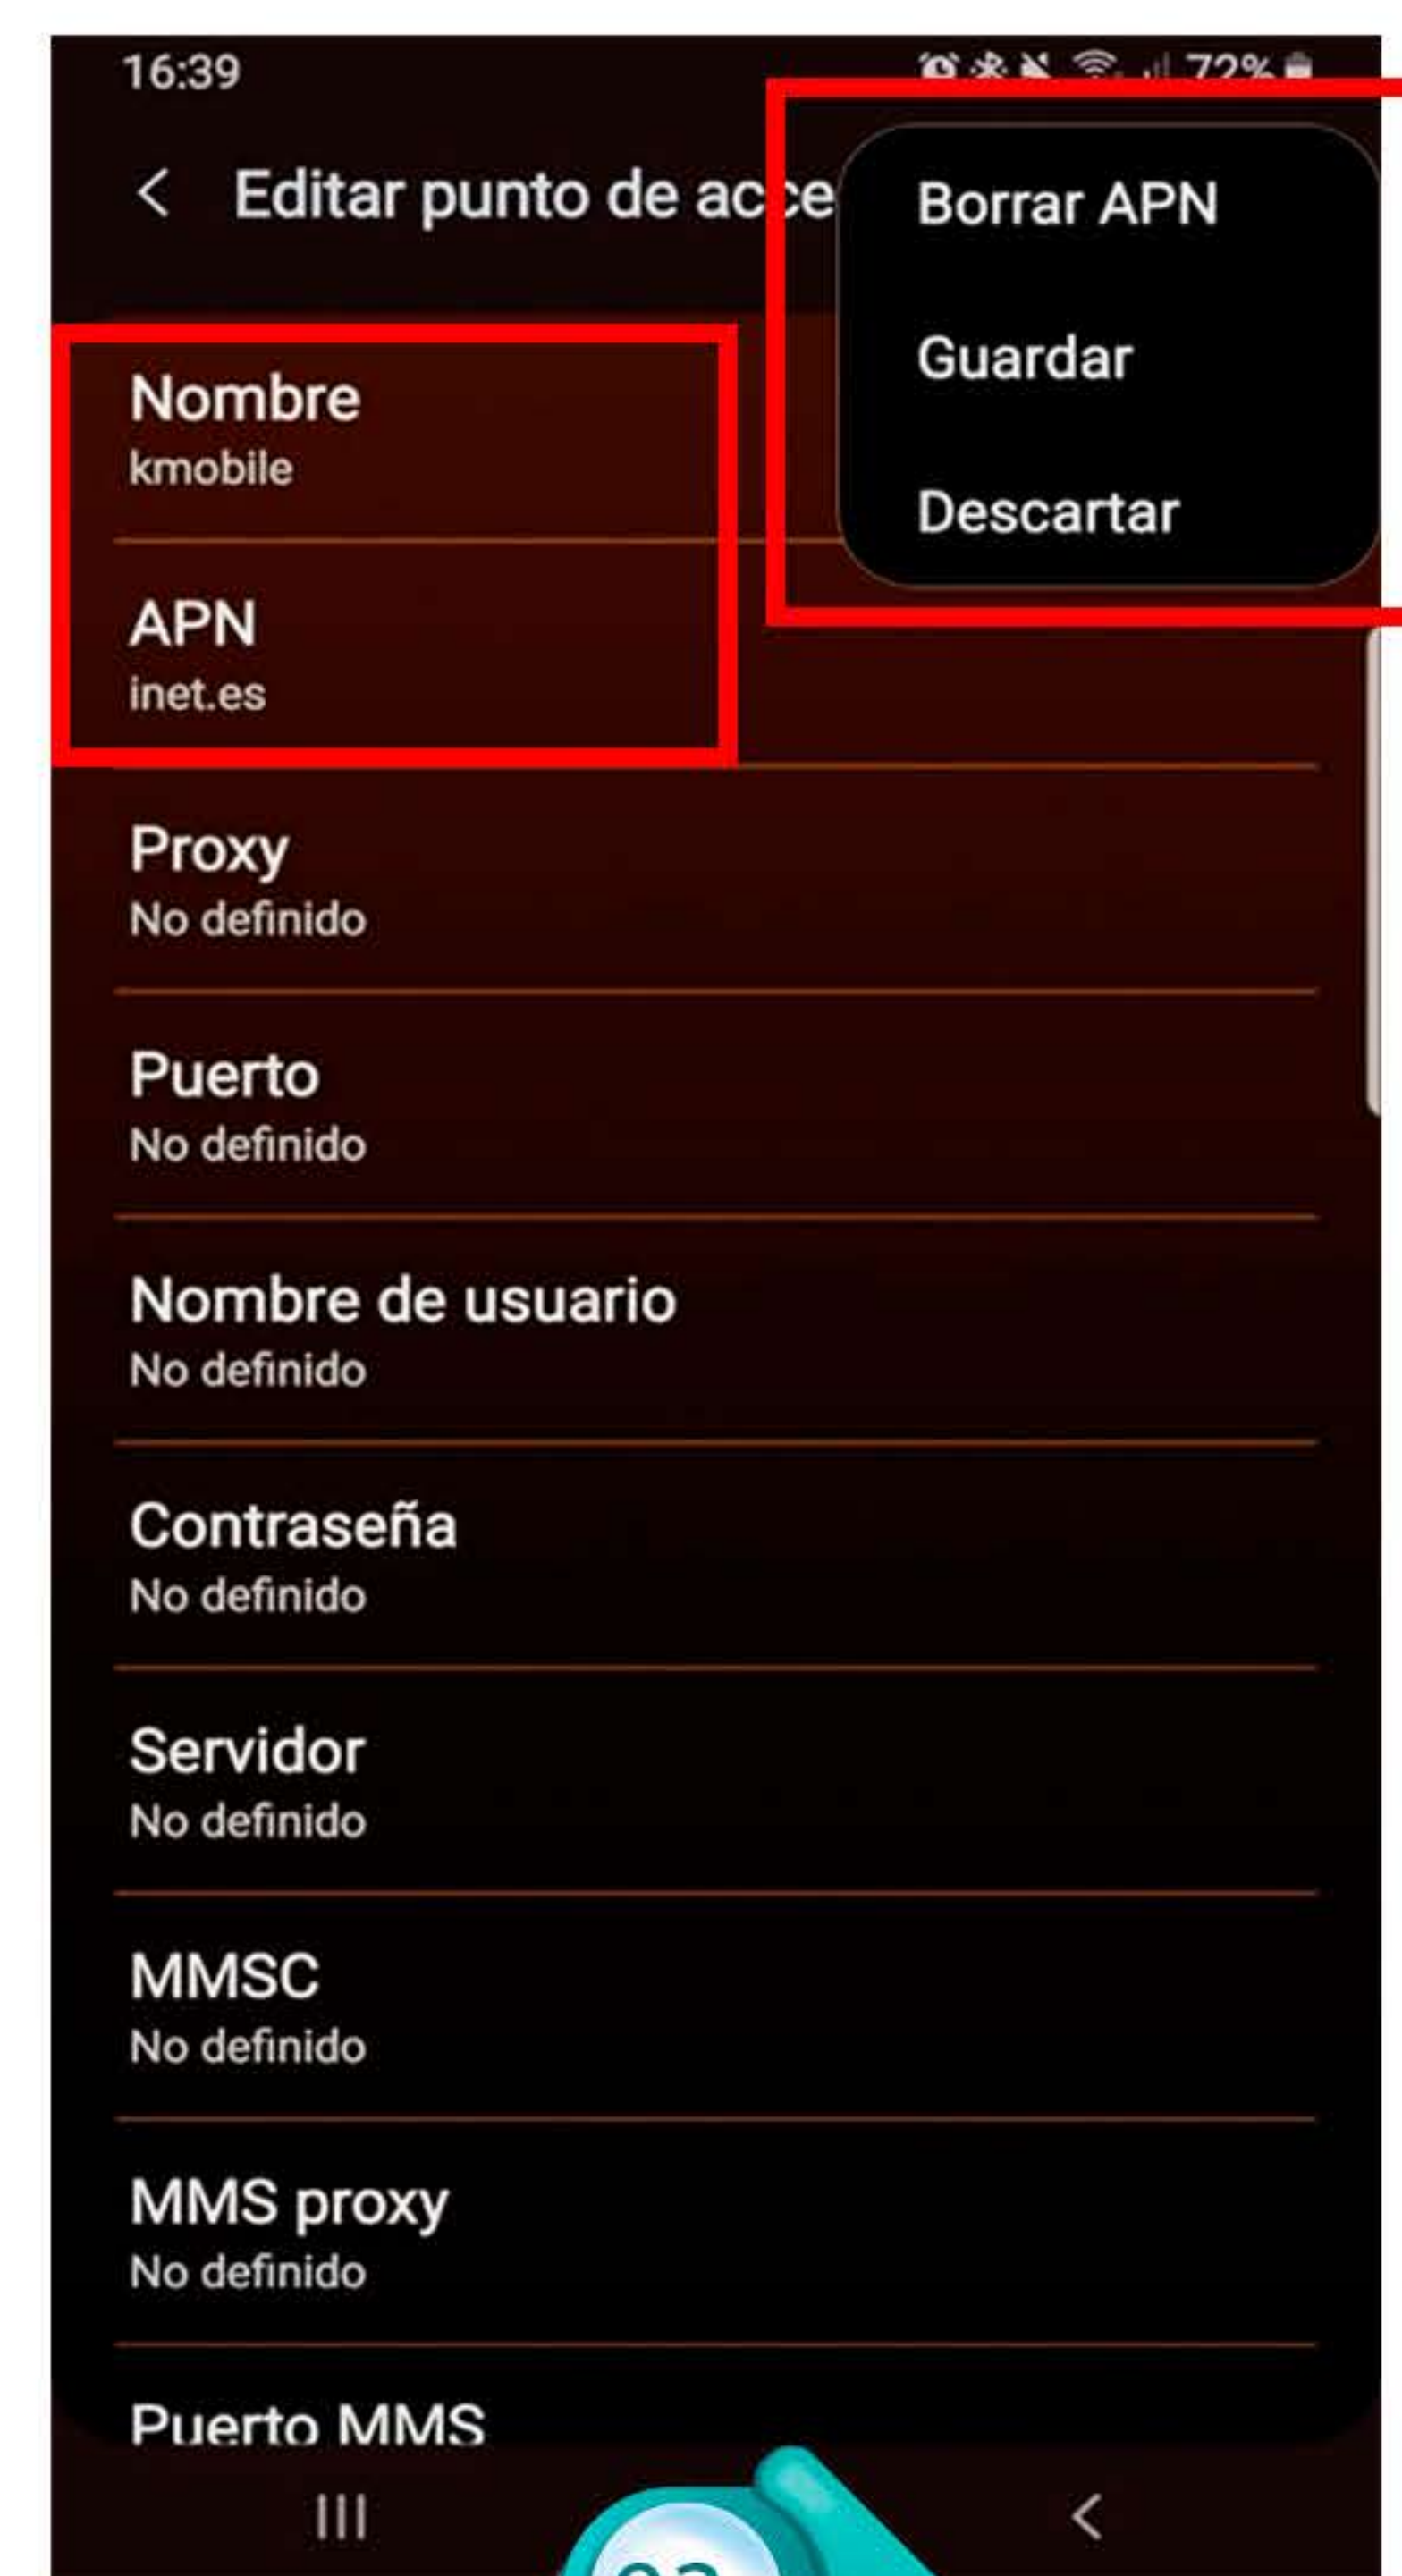 16:39
72%
Editar punto de acce
Borrar APN
Guardar
Descartar
Nombre
kmobile
APN
inet.es
Proxy
No definido
Puerto
No definido
Nombre de usuario
No definido
Contraseña
No definido
Servidor
No definido
MMSC
No definido
MMS proxy
No definido
Puerto MMS